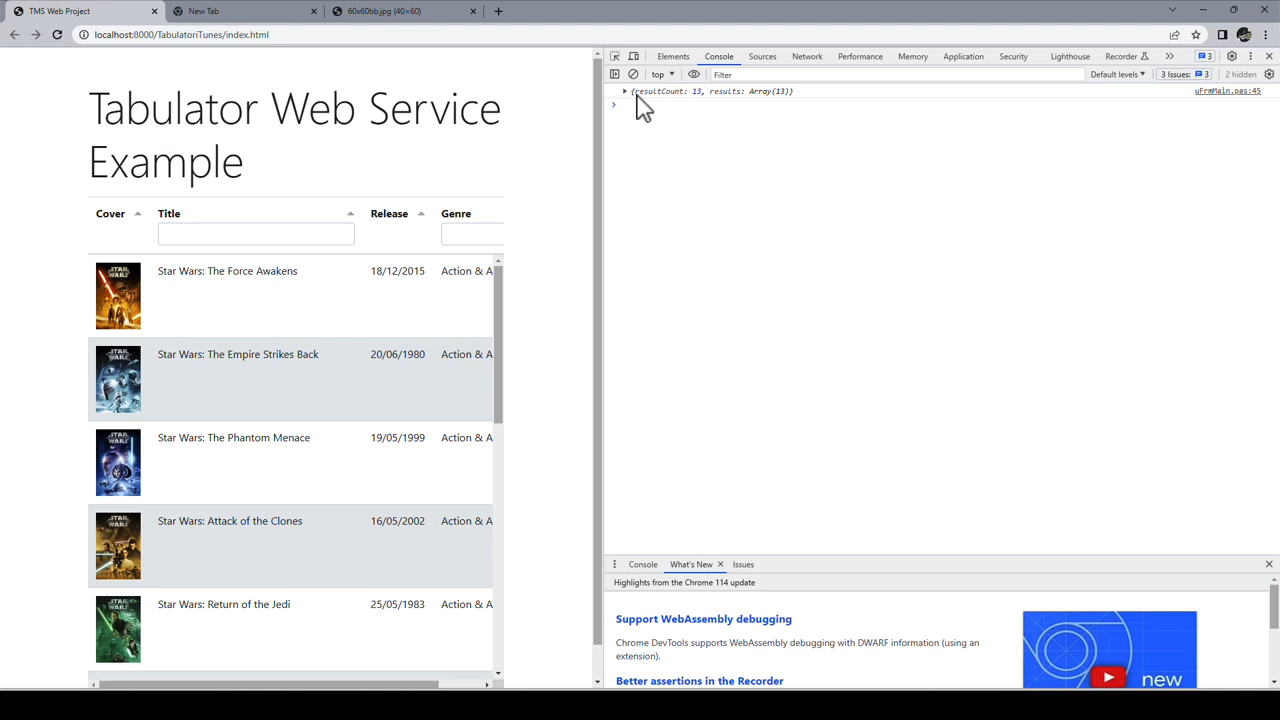 TMS Web Project
New Tab
60x60bb.jpg (40×60)
localhost:8000/TabulatoriTunes/index.html
Tabulator Web Service
Example
Cover Title Release Genre
Star Wars: The Force Awakens 18/12/2015 Action & A
Star Wars: The Empire Strikes Back 20/06/1980 Action & A
Star Wars: The Phantom Menace 19/05/1999 Action & A
Star Wars: Attack of the Clones 16/05/2002 Action & A
Star Wars: Return of the Jedi 25/05/1983 Action & A
Elements Console Sources Network Performance Memory Application Security Lighthouse Recorder 3
top Filter Default levels 3 Issues: 3 2 hidden
{resultCount: 13, results: Array(13)} uFrmMain.pas:45
Console What's New Issues
Highlights from the Chrome 114 update
Support WebAssembly debugging
Chrome DevTools supports WebAssembly debugging with DWARF information (using an
extension).
Better assertions in the Recorder
new